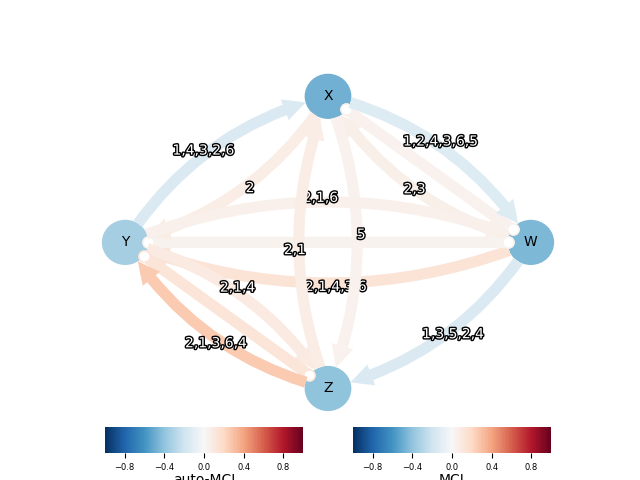 X
1,4,3,2,6
1,2,4,3,6,5
2
2,3
2,1,6
5
Y
2,1
W
2,1,4
2,1,4,3,6
1,3,5,2,4
2,1,3,6,4
Z
−0.8 −0.4 0.0 0.4 0.8
−0.8 −0.4 0.0 0.4 0.8
auto-MCI
MCI